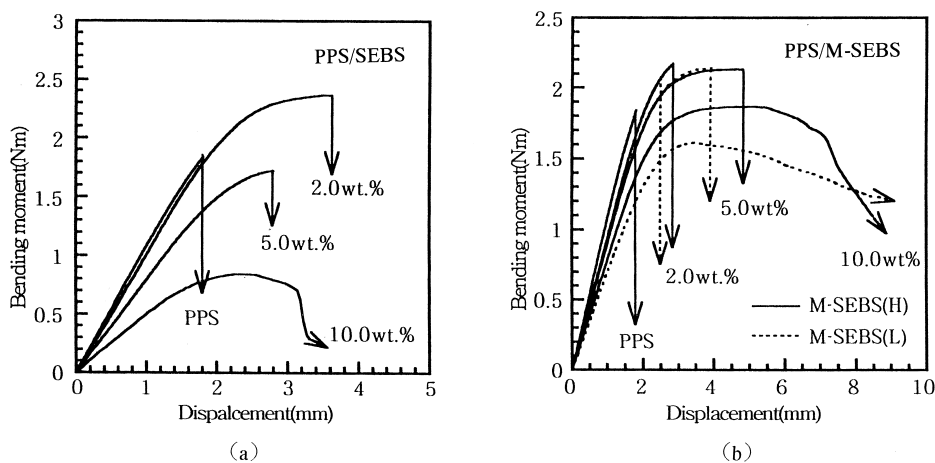 3
2.5
2
1.5
1
0.5
0
Bending moment(Nm)
PPS/SEBS
2.0wt.%
5.0wt.%
PPS
10.0wt.%
0 1 2 3 4 5
Dispalcement(mm)
(a)
2.5
2
1.5
1
0.5
0
Bending moment(Nm)
PPS/M-SEBS
5.0wt%
10.0wt%
2.0wt.%
M-SEBS(H)
PPS
M-SEBS(L)
0 2 4 6 8 10
Displacement(mm)
(b)